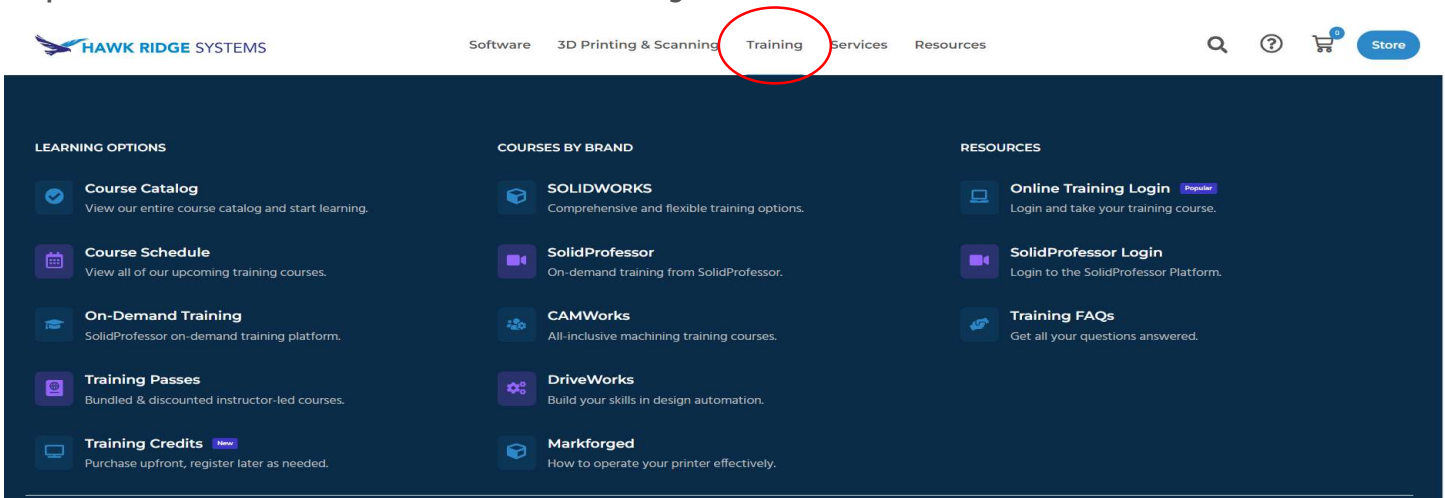 HAWK RIDGE SYSTEMS
Software 3D Printing & Scanning Training Services Resources
0
Store
LEARNING OPTIONS
Course Catalog
View our entire course catalog and start learning.
Course Schedule
View all of our upcoming training courses.
On-Demand Training
SolidProfessor on-demand training platform.
Training Passes
Bundled & discounted instructor-led courses.
Training Credits New
Purchase upfront, register later as needed.
COURSES BY BRAND
SOLIDWORKS
Comprehensive and flexible training options.
SolidProfessor
On-demand training from SolidProfessor.
CAMWorks
All-inclusive machining training courses.
DriveWorks
Build your skills in design automation.
Markforged
How to operate your printer effectively.
RESOURCES
Online Training Login Popular
Login and take your training course.
SolidProfessor Login
Login to the SolidProfessor Platform.
Training FAQs
Get all your questions answered.